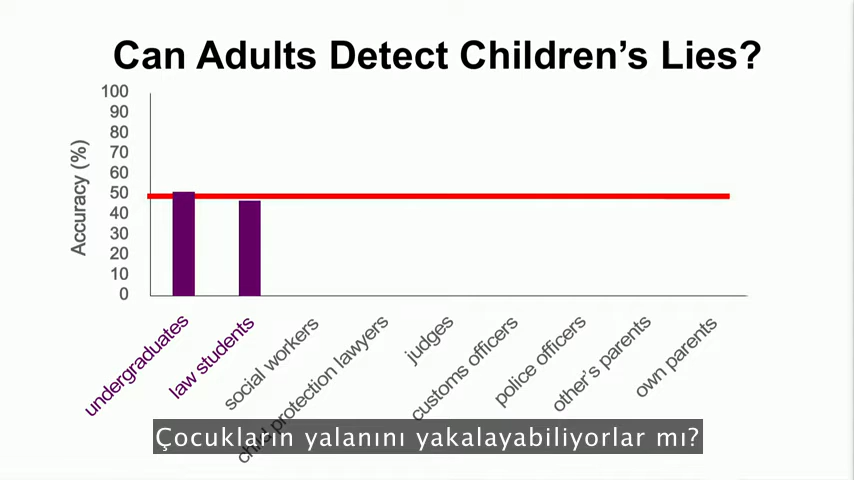 Can Adults Detect Children's Lies?
100
90
80
70
60
50
40
30
20
10
0
Accuracy (%)
undergraduates
law students
social workers
child protection lawyers
judges
customs officers
police officers
other's parents
own parents
Çocukların yalanını yakalayabiliyorlar mı?